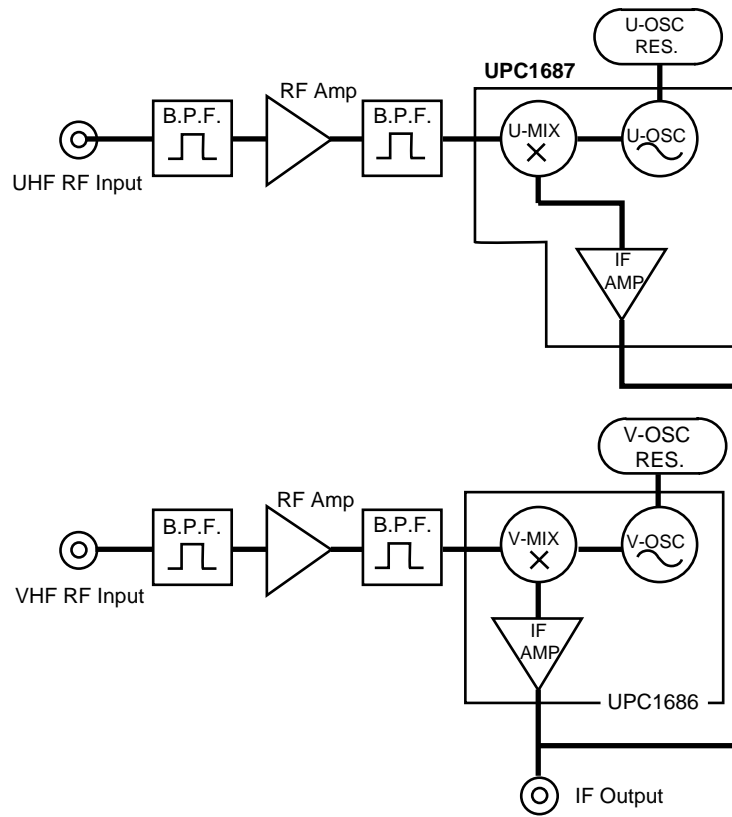 U-OSC
RES.
UPC1687
RF Amp
B.P.F.
B.P.F.
U-MIX
U-OSC
UHF RF Input
IF
AMP
V-OSC
RES.
RF Amp
B.P.F.
B.P.F.
V-MIX
V-OSC
VHF RF Input
IF
AMP
UPC1686
IF Output